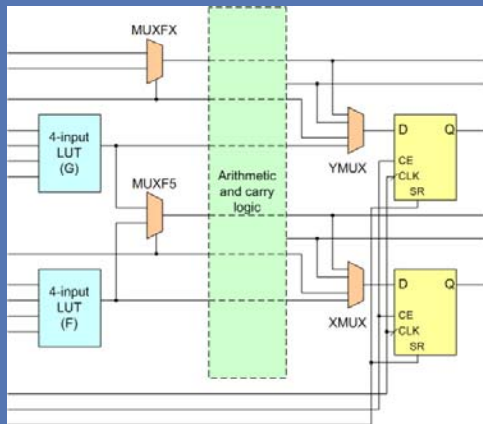 MUXFX
4-input
LUT
(G)
MUXF5
Arithmetic
and carry
logic
YMUX
D
Q
CE
CLK
SR
4-input
LUT
(F)
XMUX
D
Q
CE
CLK
SR